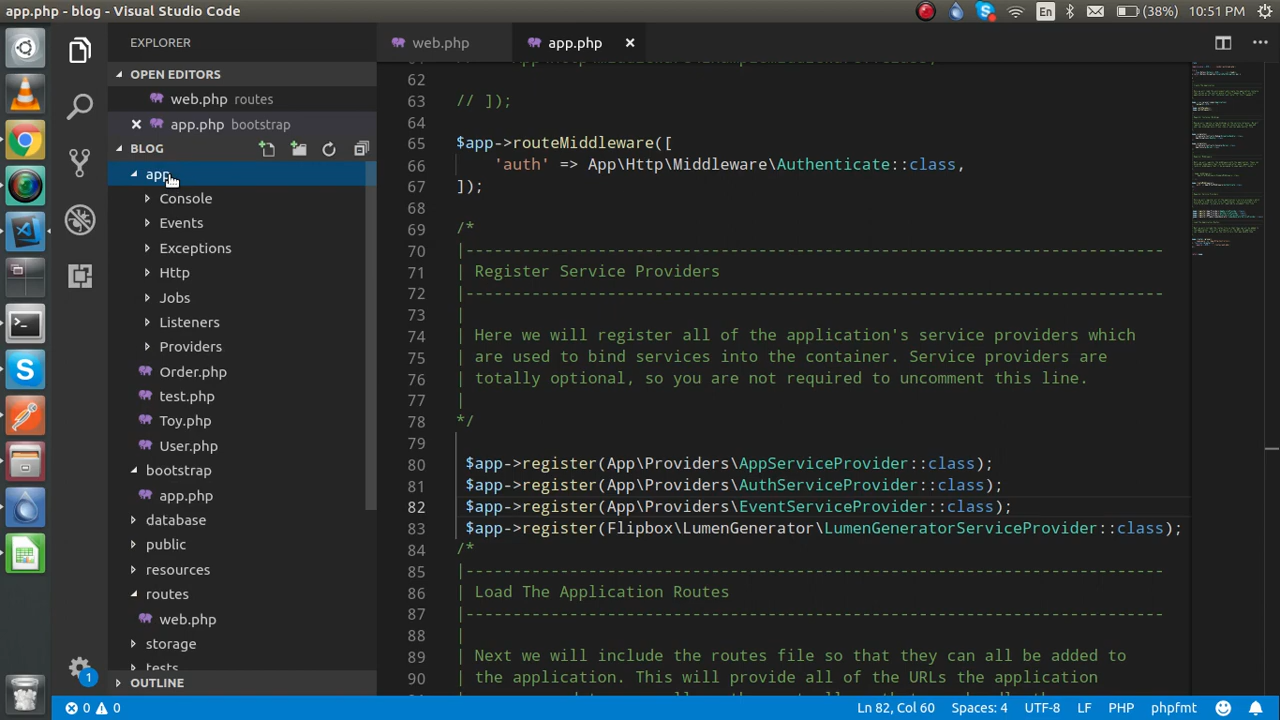 app.php - blog - Visual Studio Code
En
(38%)
10:51 PM
EXPLORER
OPEN EDITORS
web.php routes
app.php bootstrap
BLOG
app
Console
Events
Exceptions
Http
Jobs
Listeners
Providers
Order.php
test.php
Toy.php
User.php
bootstrap
app.php
database
public
resources
routes
web.php
storage
tests
OUTLINE
1
web.php
app.php
62
63 // ]);
64
65 $app->routeMiddleware([
66 'auth' => App\Http\Middleware\Authenticate::class,
67 ]);
68
69 /*
70 |--------------------------------------------------------------------------
71 | Register Service Providers
72 |--------------------------------------------------------------------------
73 |
74 | Here we will register all of the application's service providers which
75 | are used to bind services into the container. Service providers are
76 | totally optional, so you are not required to uncomment this line.
77 |
78 */
79
80 $app->register(App\Providers\AppServiceProvider::class);
81 $app->register(App\Providers\AuthServiceProvider::class);
82 $app->register(App\Providers\EventServiceProvider::class);
83 $app->register(Flipbox\LumenGenerator\LumenGeneratorServiceProvider::class);
84 /*
85 |--------------------------------------------------------------------------
86 | Load The Application Routes
87 |--------------------------------------------------------------------------
88 |
89 | Next we will include the routes file so that they can all be added to
90 | the application. This will provide all of the URLs the application
0 0
Ln 82, Col 60
Spaces: 4
UTF-8
LF
PHP
phpfmt